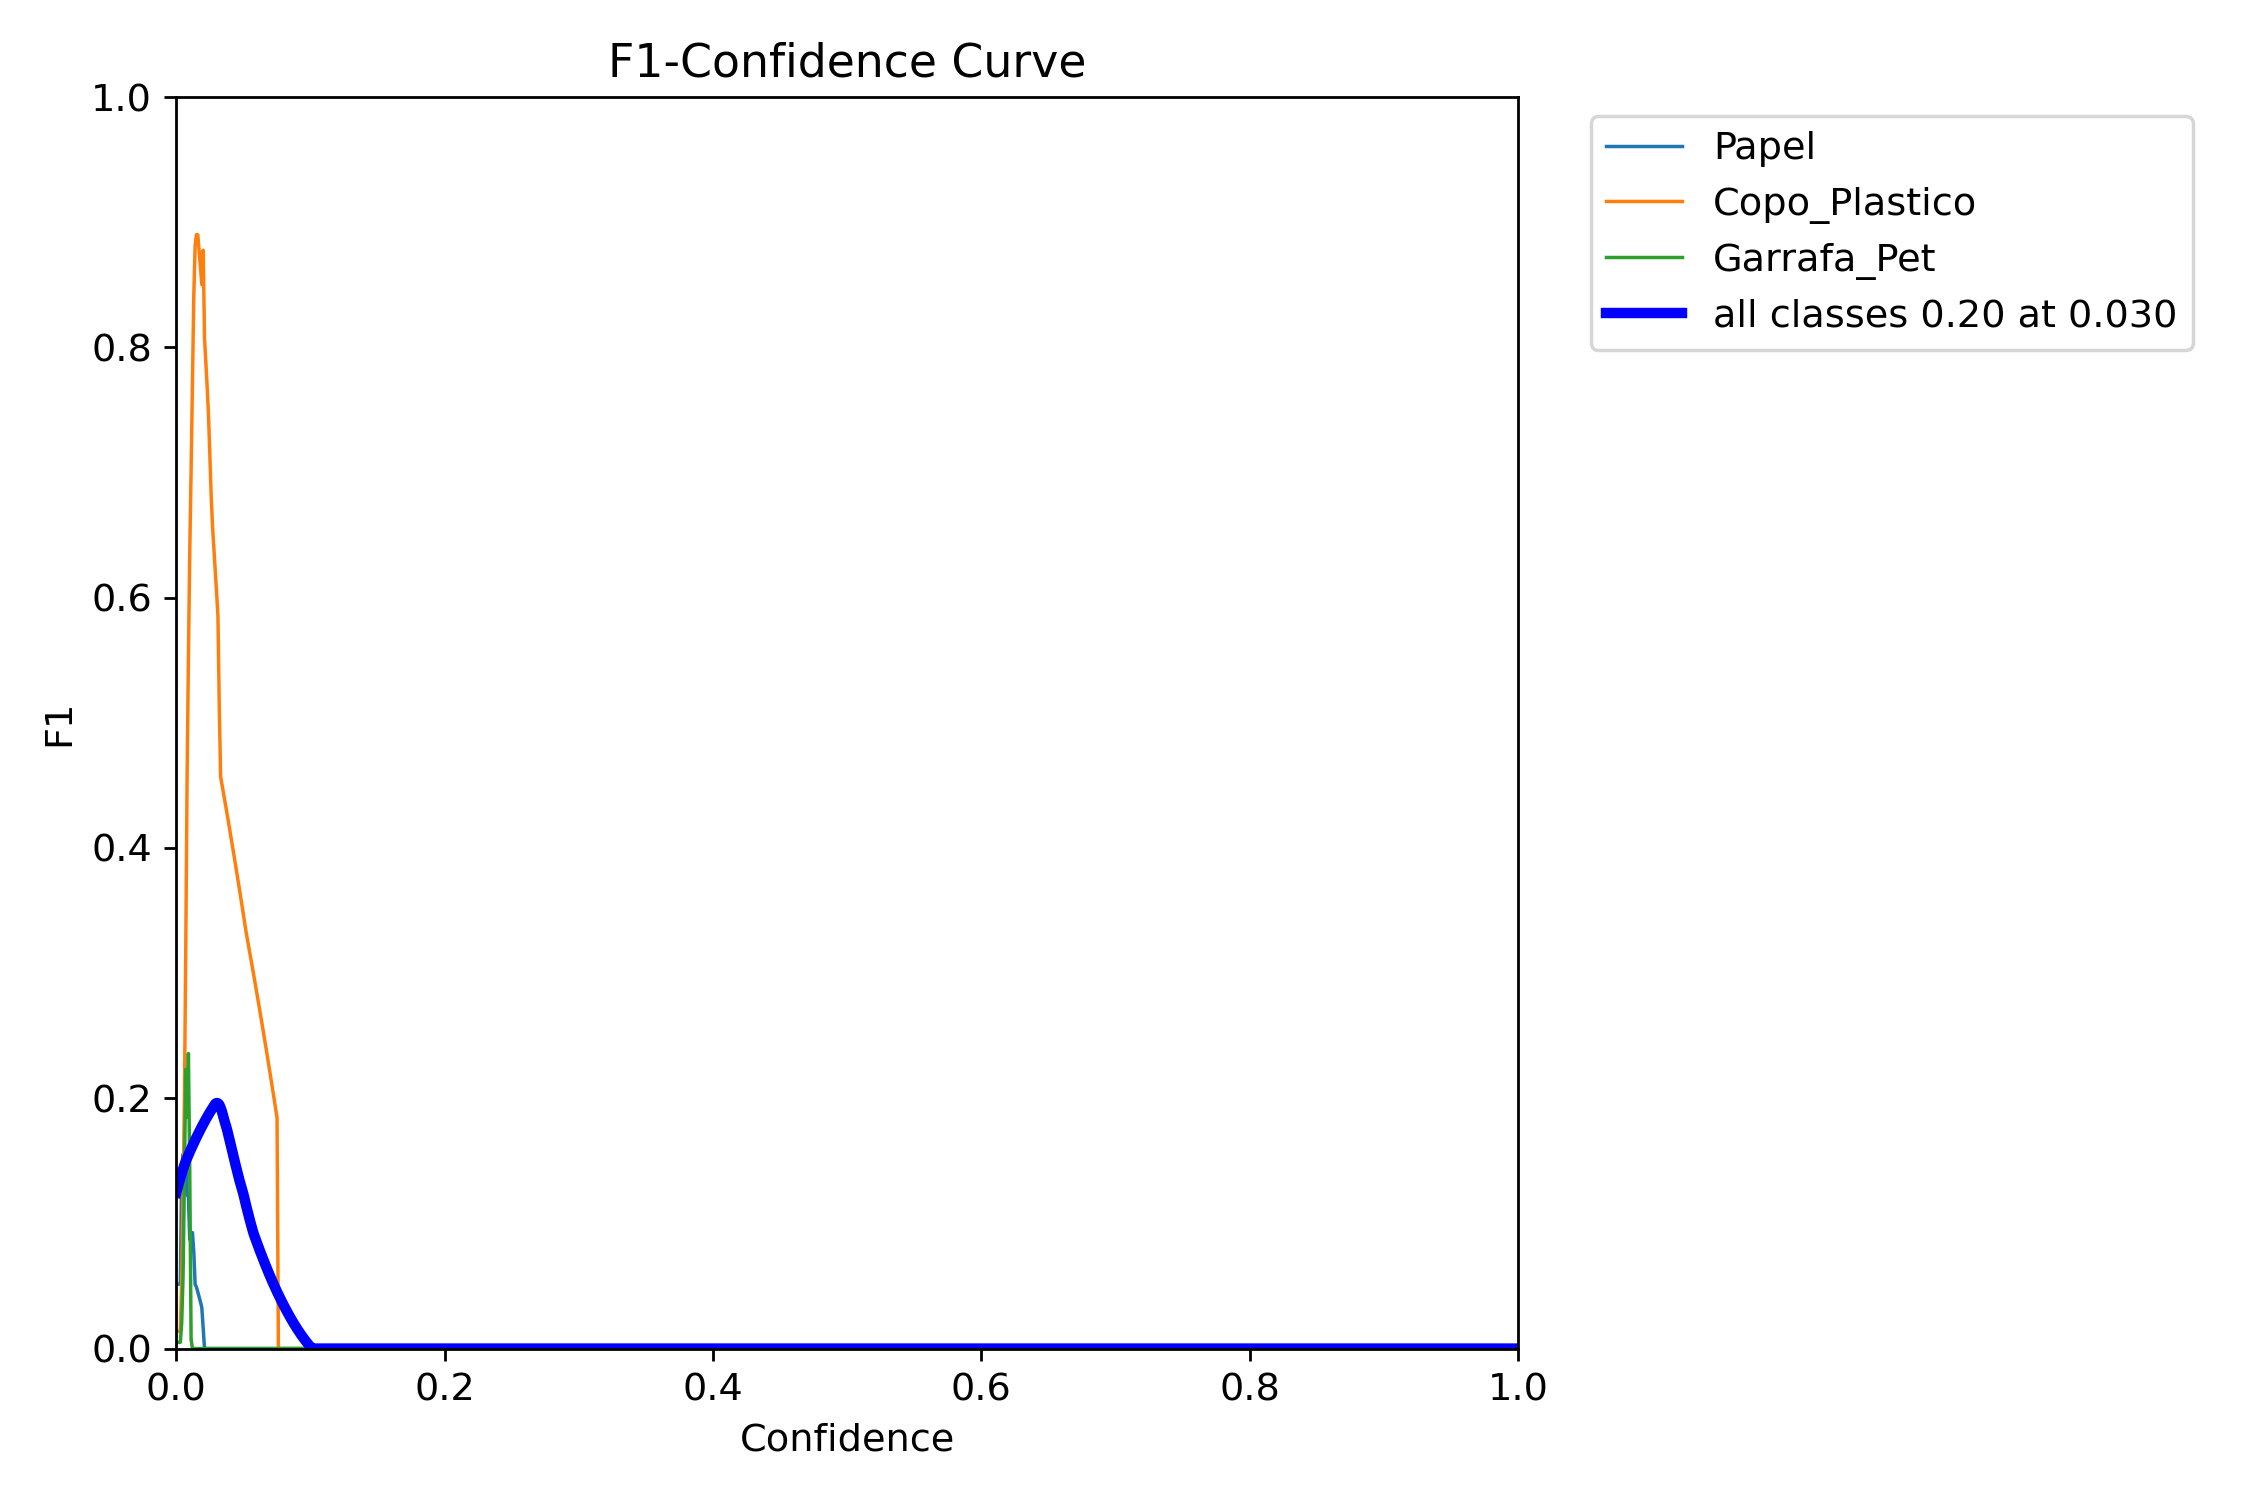 F1-Confidence Curve
1.0
0.8
0.6
0.4
0.2
0.0
F1
0.0 0.2 0.4 0.6 0.8 1.0
Confidence
Papel
Copo_Plastico
Garrafa_Pet
all classes 0.20 at 0.030